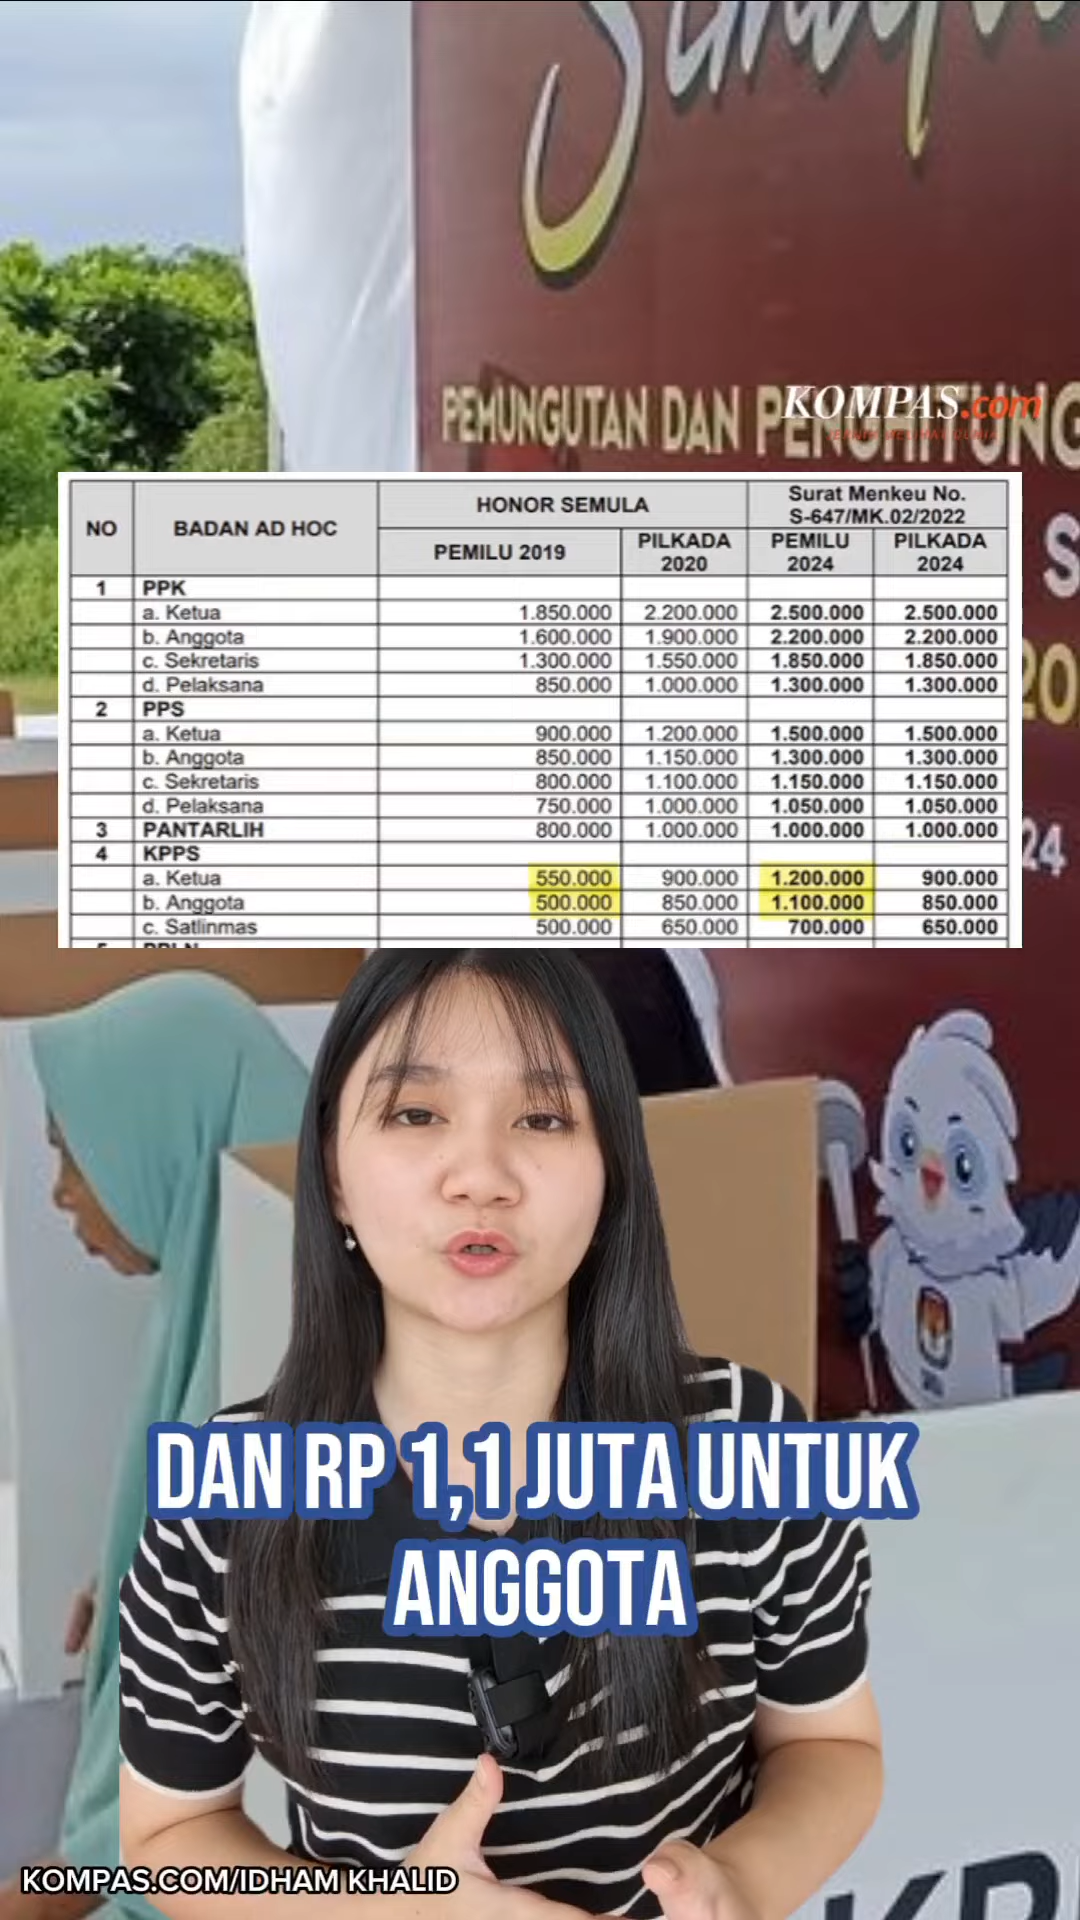 PEMUNGUTAN DAN
KOMPAS.com
NO BADAN AD HOC HONOR SEMULA Surat Menkeu No. S-647/MK.02/2022
PEMILU 2019 PILKADA 2020 PEMILU 2024 PILKADA 2024
1 PPK
a. Ketua 1.850.000 2.200.000 2.500.000 2.500.000
b. Anggota 1.600.000 1.900.000 2.200.000 2.200.000
c. Sekretaris 1.300.000 1.550.000 1.850.000 1.850.000
d. Pelaksana 850.000 1.000.000 1.300.000 1.300.000
2 PPS
a. Ketua 900.000 1.200.000 1.500.000 1.500.000
b. Anggota 850.000 1.150.000 1.300.000 1.300.000
c. Sekretaris 800.000 1.100.000 1.150.000 1.150.000
d. Pelaksana 750.000 1.000.000 1.050.000 1.050.000
3 PANTARLIH 800.000 1.000.000 1.000.000 1.000.000
4 KPPS
a. Ketua 550.000 900.000 1.200.000 900.000
b. Anggota 500.000 850.000 1.100.000 850.000
c. Satlinmas 500.000 650.000 700.000 650.000
24
DAN RP 1,1 JUTA UNTUK
ANGGOTA
KOMPAS.COM/IDHAM KHALID